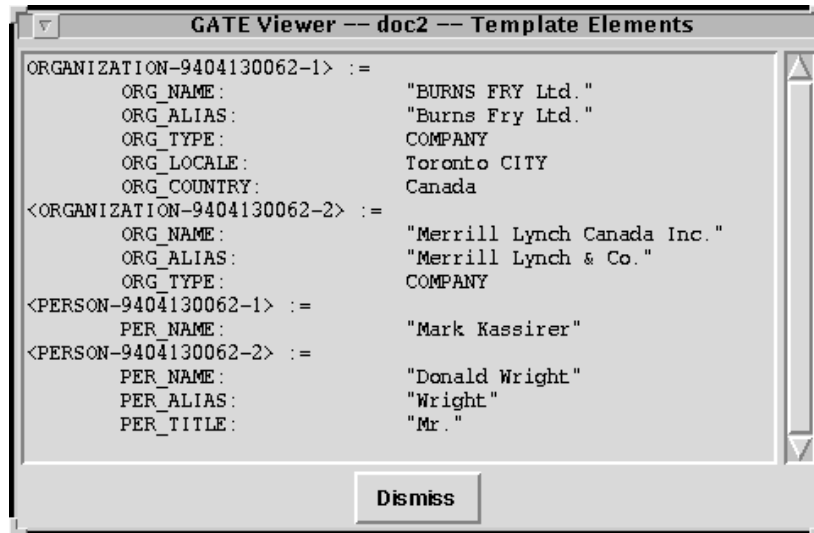 GATE Viewer -- doc2 -- Template Elements
ORGANIZATION-9404130062-1> :=
ORG_NAME: "BURNS FRY Ltd."
ORG_ALIAS: "Burns Fry Ltd."
ORG_TYPE: COMPANY
ORG_LOCALE: Toronto CITY
ORG_COUNTRY: Canada
<ORGANIZATION-9404130062-2> :=
ORG_NAME: "Merrill Lynch Canada Inc."
ORG_ALIAS: "Merrill Lynch & Co."
ORG_TYPE: COMPANY
<PERSON-9404130062-1> :=
PER_NAME: "Mark Kassirer"
<PERSON-9404130062-2> :=
PER_NAME: "Donald Wright"
PER_ALIAS: "Wright"
PER_TITLE: "Mr."
Dismiss